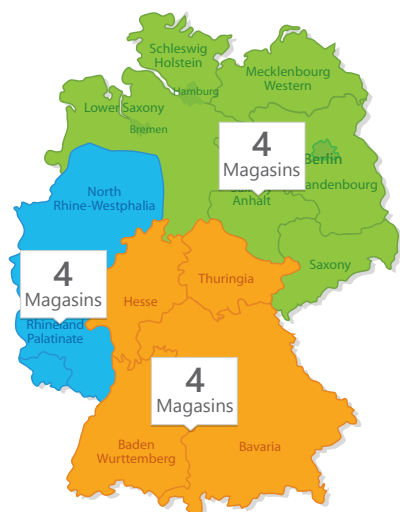 Schleswig
Holstein
Mecklenbourg
Western
Hamburg
Lower Saxony
Bremen
4
Magasins
Berlin
Anhalt
North
Rhine-Westphalia
Saxony
Thuringia
4
Magasins
Hesse
Rhineland
Palatinate
4
Magasins
Baden
Wurttemberg
Bavaria